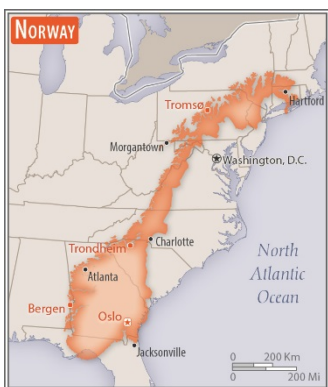 NORWAY
Tromsø
Hartford
Morgantown
Washington, D.C.
Trondheim
Charlotte
North
Atlantic
Ocean
Atlanta
Bergen
Oslo
Jacksonville
0 200 Km
0 200 Mi